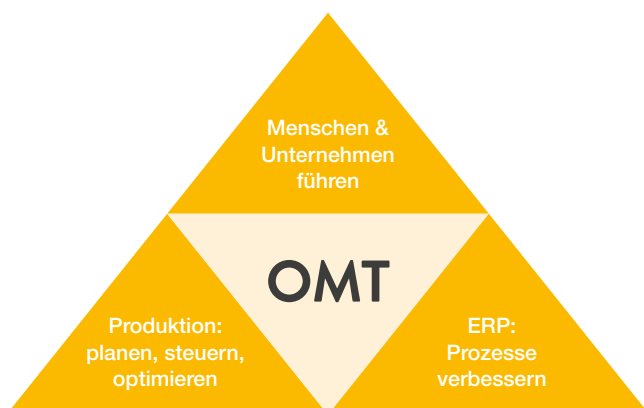 Menschen &
Unternehmen
führen
OMT
Produktion:
planen, steuern,
optimieren
ERP:
Prozesse
verbessern